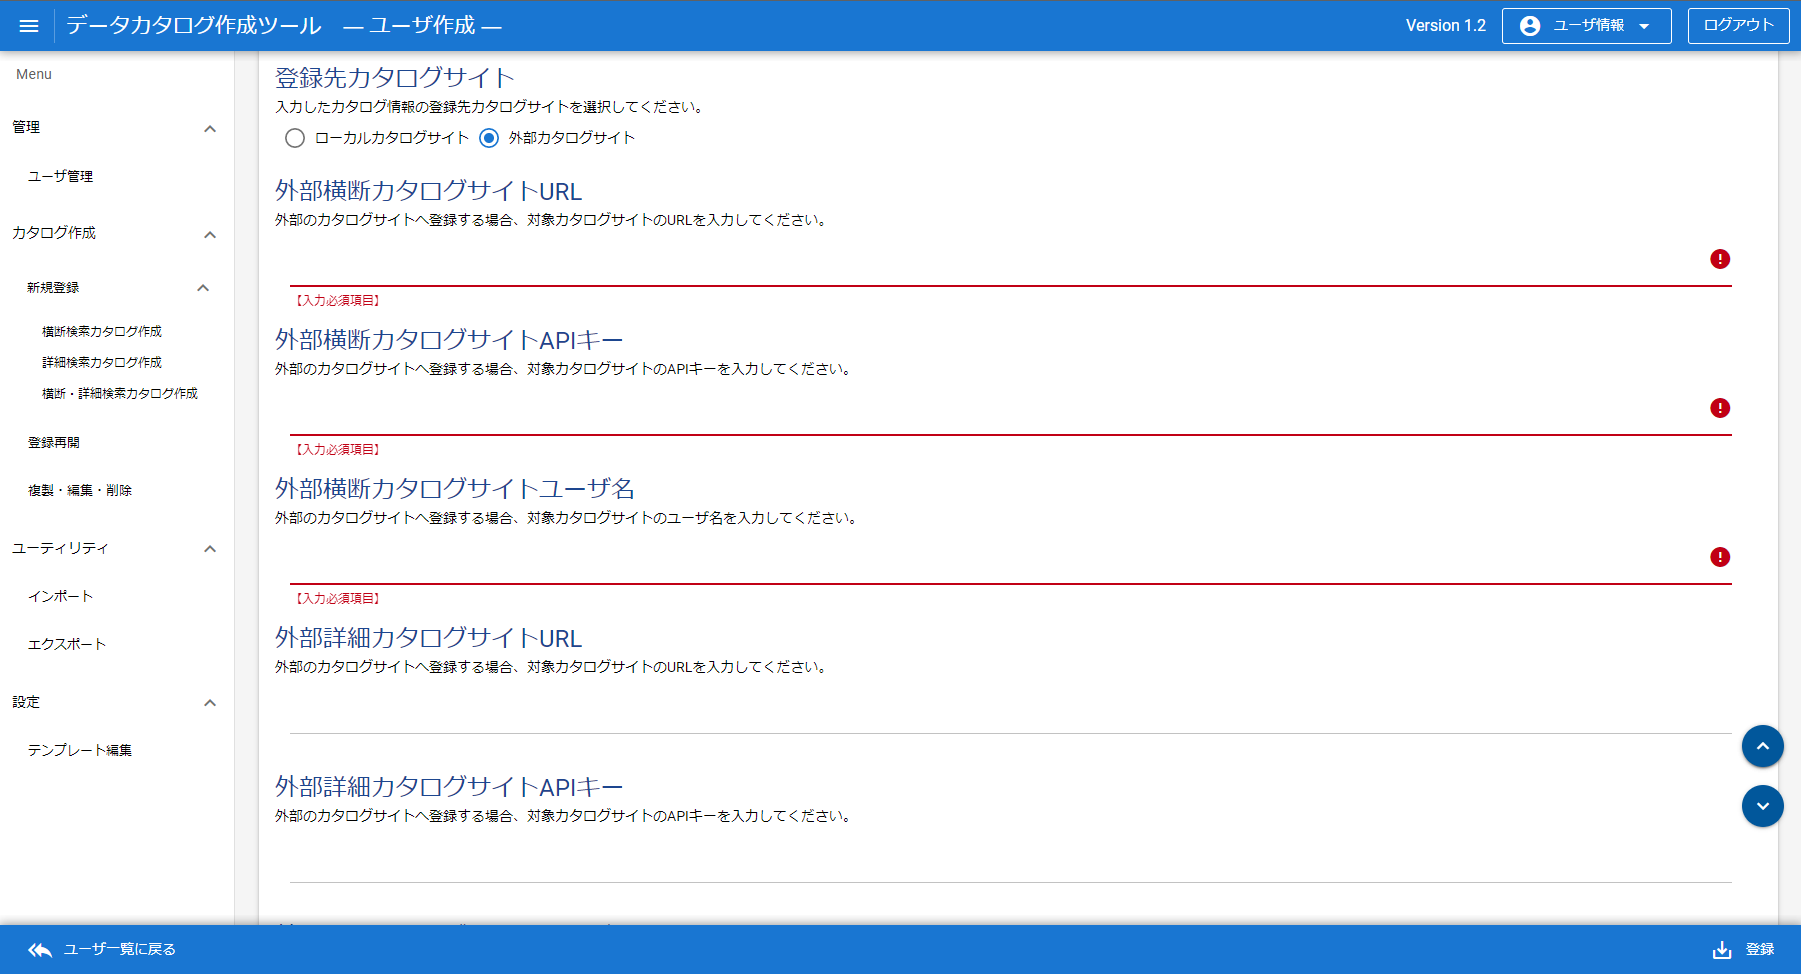 データカタログ作成ツール — ユーザ作成 —
Version 1.2
ユーザ情報
ログアウト
Menu
管理
ユーザ管理
カタログ作成
新規登録
横断検索カタログ作成
詳細検索カタログ作成
横断・詳細検索カタログ作成
登録再開
複製・編集・削除
ユーティリティ
インポート
エクスポート
設定
テンプレート編集
登録先カタログサイト
入力したカタログ情報の登録先カタログサイトを選択してください。
ローカルカタログサイト 外部カタログサイト
外部横断カタログサイトURL
外部のカタログサイトへ登録する場合、対象カタログサイトのURLを入力してください。
【入力必須項目】
外部横断カタログサイトAPIキー
外部のカタログサイトへ登録する場合、対象カタログサイトのAPIキーを入力してください。
【入力必須項目】
外部横断カタログサイトユーザ名
外部のカタログサイトへ登録する場合、対象カタログサイトのユーザ名を入力してください。
【入力必須項目】
外部詳細カタログサイトURL
外部のカタログサイトへ登録する場合、対象カタログサイトのURLを入力してください。
外部詳細カタログサイトAPIキー
外部のカタログサイトへ登録する場合、対象カタログサイトのAPIキーを入力してください。
ユーザ一覧に戻る
登録